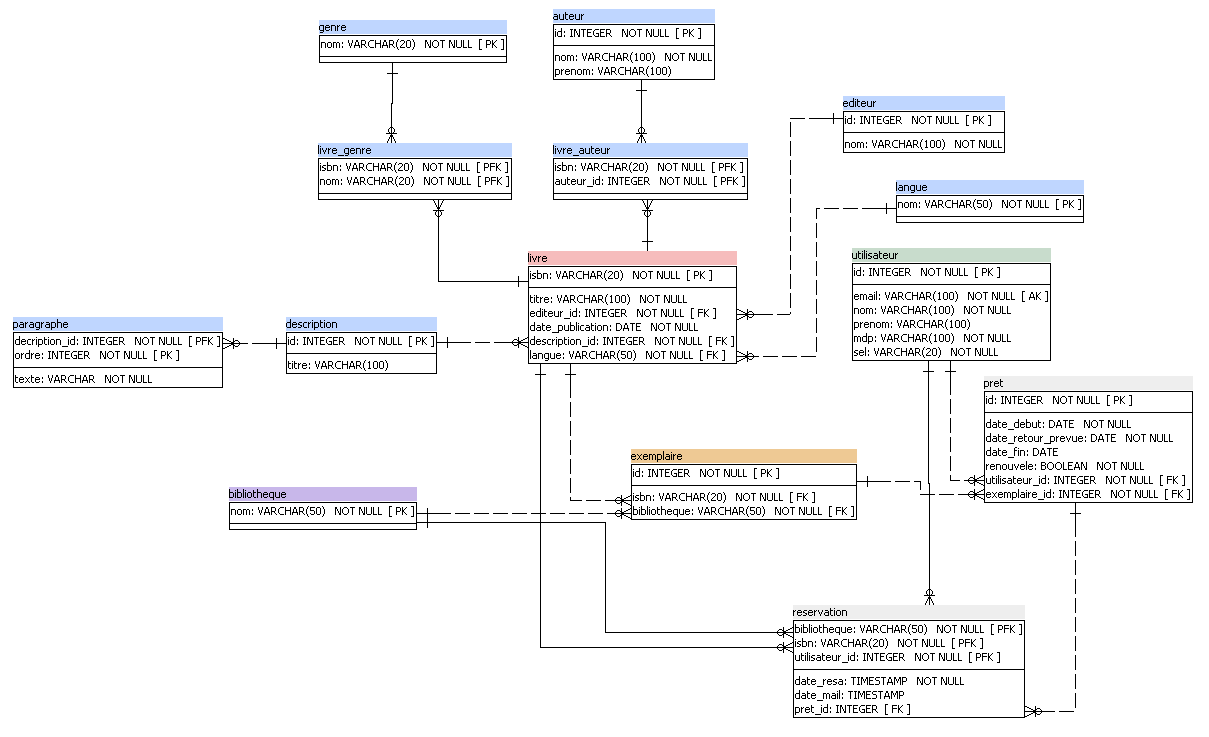 genre
nom: VARCHAR(20) NOT NULL [ PK ]
auteur
id: INTEGER NOT NULL [ PK ]
nom: VARCHAR(100) NOT NULL
prenom: VARCHAR(100)
editeur
id: INTEGER NOT NULL [ PK ]
nom: VARCHAR(100) NOT NULL
livre_genre
isbn: VARCHAR(20) NOT NULL [ PFK ]
nom: VARCHAR(20) NOT NULL [ PFK ]
livre_auteur
isbn: VARCHAR(20) NOT NULL [ PFK ]
auteur_id: INTEGER NOT NULL [ PFK ]
langue
nom: VARCHAR(50) NOT NULL [ PK ]
livre
isbn: VARCHAR(20) NOT NULL [ PK ]
titre: VARCHAR(100) NOT NULL
editeur_id: INTEGER NOT NULL [ FK ]
date_publication: DATE NOT NULL
description_id: INTEGER NOT NULL [ FK ]
langue: VARCHAR(50) NOT NULL [ FK ]
utilisateur
id: INTEGER NOT NULL [ PK ]
email: VARCHAR(100) NOT NULL [ AK ]
nom: VARCHAR(100) NOT NULL
prenom: VARCHAR(100)
mdp: VARCHAR(100) NOT NULL
sel: VARCHAR(20) NOT NULL
paragraphe
decription_id: INTEGER NOT NULL [ PFK ]
ordre: INTEGER NOT NULL [ PK ]
texte: VARCHAR NOT NULL
description
id: INTEGER NOT NULL [ PK ]
titre: VARCHAR(100)
pret
id: INTEGER NOT NULL [ PK ]
date_debut: DATE NOT NULL
date_retour_prevue: DATE NOT NULL
date_fin: DATE
renouvele: BOOLEAN NOT NULL
utilisateur_id: INTEGER NOT NULL [ FK ]
exemplaire_id: INTEGER NOT NULL [ FK ]
exemplaire
id: INTEGER NOT NULL [ PK ]
isbn: VARCHAR(20) NOT NULL [ FK ]
bibliotheque: VARCHAR(50) NOT NULL [ FK ]
bibliotheque
nom: VARCHAR(50) NOT NULL [ PK ]
reservation
bibliotheque: VARCHAR(50) NOT NULL [ PFK ]
isbn: VARCHAR(20) NOT NULL [ PFK ]
utilisateur_id: INTEGER NOT NULL [ PFK ]
date_resa: TIMESTAMP NOT NULL
date_mail: TIMESTAMP
pret_id: INTEGER [ FK ]